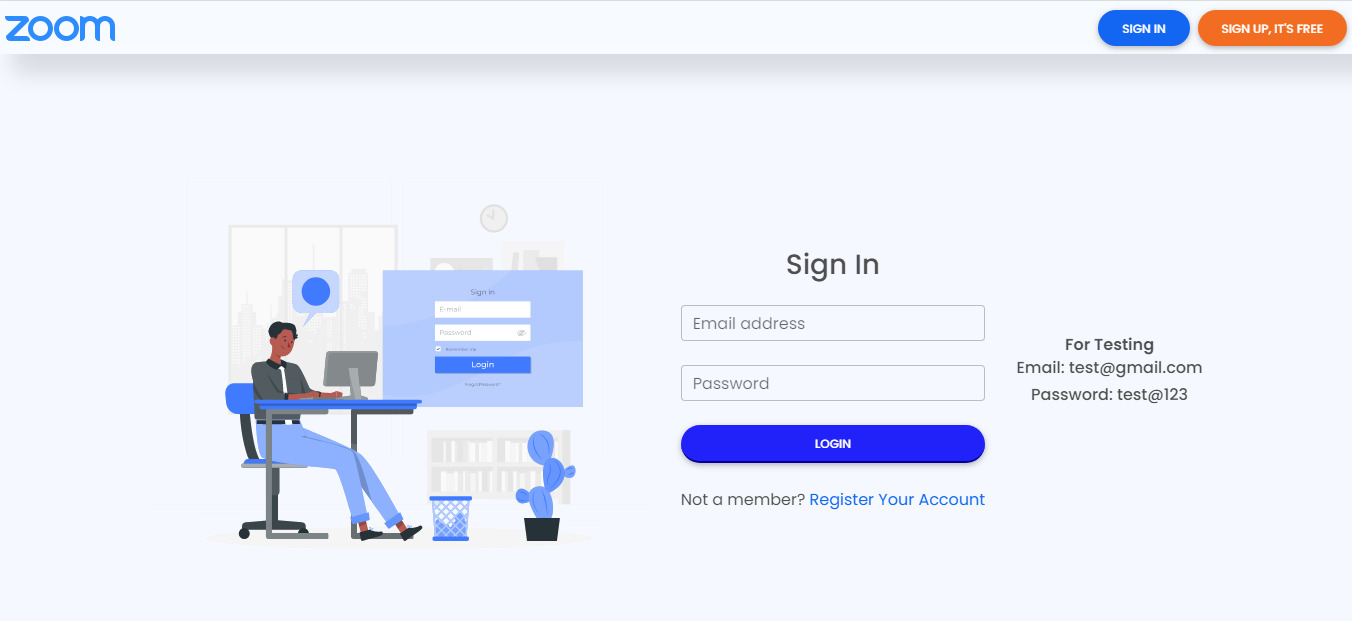 zoom
SIGN IN
SIGN UP, IT'S FREE
Sign in
E-mail
Password
Remember me
Login
Forgot Password?
Sign In
Email address
Password
LOGIN
Not a member? Register Your Account
For Testing
Email: test@gmail.com
Password: test@123